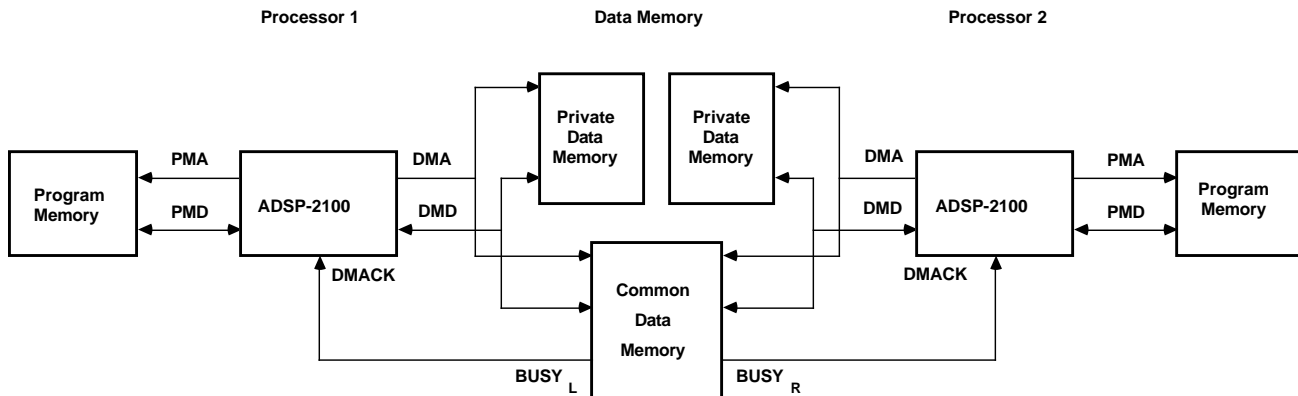 Processor 1
Data Memory
Processor 2
Private
Data
Memory
Private
Data
Memory
Program
Memory
PMA
PMD
ADSP-2100
DMA
DMD
DMACK
Common
Data
Memory
BUSY L
BUSY R
DMA
DMD
DMACK
ADSP-2100
PMA
PMD
Program
Memory